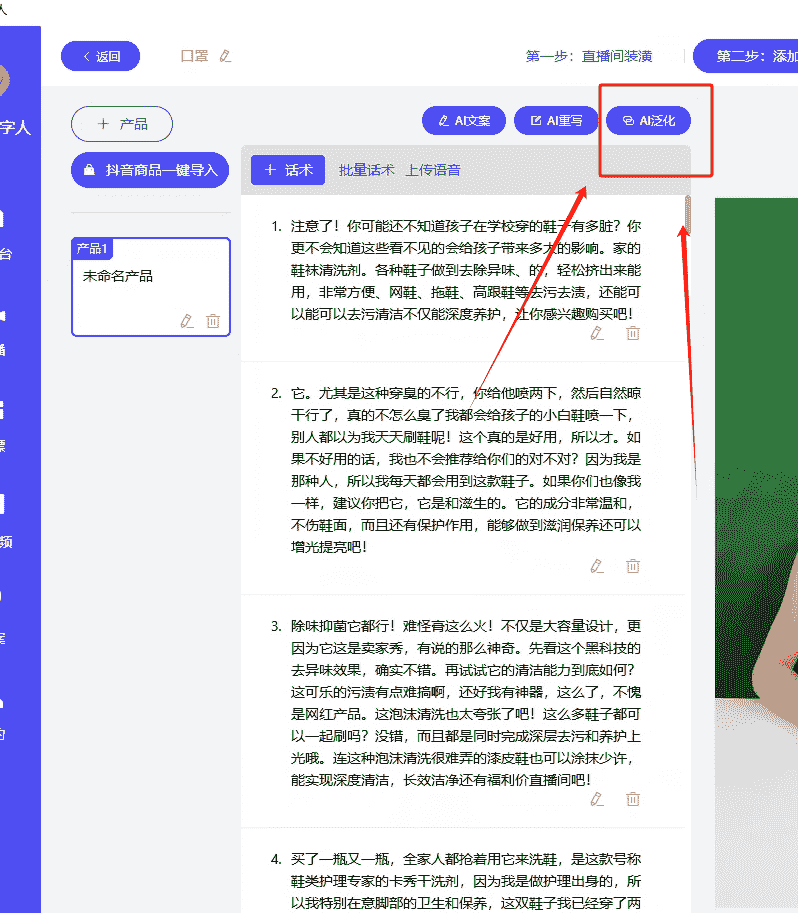 人
返回
口罩
第一步：直播间装潢
第二步：添加
字人
产品
AI文案
AI重写
AI泛化
抖音商品一键导入
话术
批量话术
上传语音
台
产品1
未命名产品
播
频
的
1. 注意了！你可能还不知道孩子在学校穿的鞋子有多脏？你
更不会知道这些看不见的会给孩子带来多大的影响。家的
鞋袜清洗剂。各种鞋子做到去除异味、的，轻松挤出来能
用，非常方便、网鞋、拖鞋、高跟鞋等去污去渍，还能可
以能可以去污清洁不仅能深度养护，让你感兴趣购买吧！
2. 它。尤其是这种穿臭的不行，你给他喷两下，然后自然晾
干行了，真的不怎么臭了我都会给孩子的小白鞋喷一下，
别人都以为我天天刷鞋呢！这个真的是好用，所以才。如
果不好用的话，我也不会推荐给你们的对不对？因为我是
那种人，所以我每天都会用到这款鞋子。如果你们也像我
一样，建议你把它，它是和滋生的。它的成分非常温和，
不伤鞋面，而且还有保护作用，能够做到滋润保养还可以
增光提亮吧！
3. 除味抑菌它都行！难怪育这么火！不仅是大容量设计，更
因为它这是卖家秀，有说的那么神奇。先看这个黑科技的
去异味效果，确实不错。再试试它的清洁能力到底如何？
这可乐的污渍有点难搞啊，还好我有神器，这么了，不愧
是网红产品。这泡沫清洗也太夸张了吧！这么多鞋子都可
以一起刷吗？没错，而且都是同时完成深层去污和养护上
光哦。连这种泡沫清洗很难弄的漆皮鞋也可以涂抹少许，
能实现深度清洁，长效洁净还有福利价直播间吧！
4. 买了一瓶又一瓶，全家人都抢着用它来洗鞋，是这款号称
鞋类护理专家的卡秀干洗剂，因为我是做护理出身的，所
以我特别在意脚部的卫生和保养，这双鞋子我已经穿了两